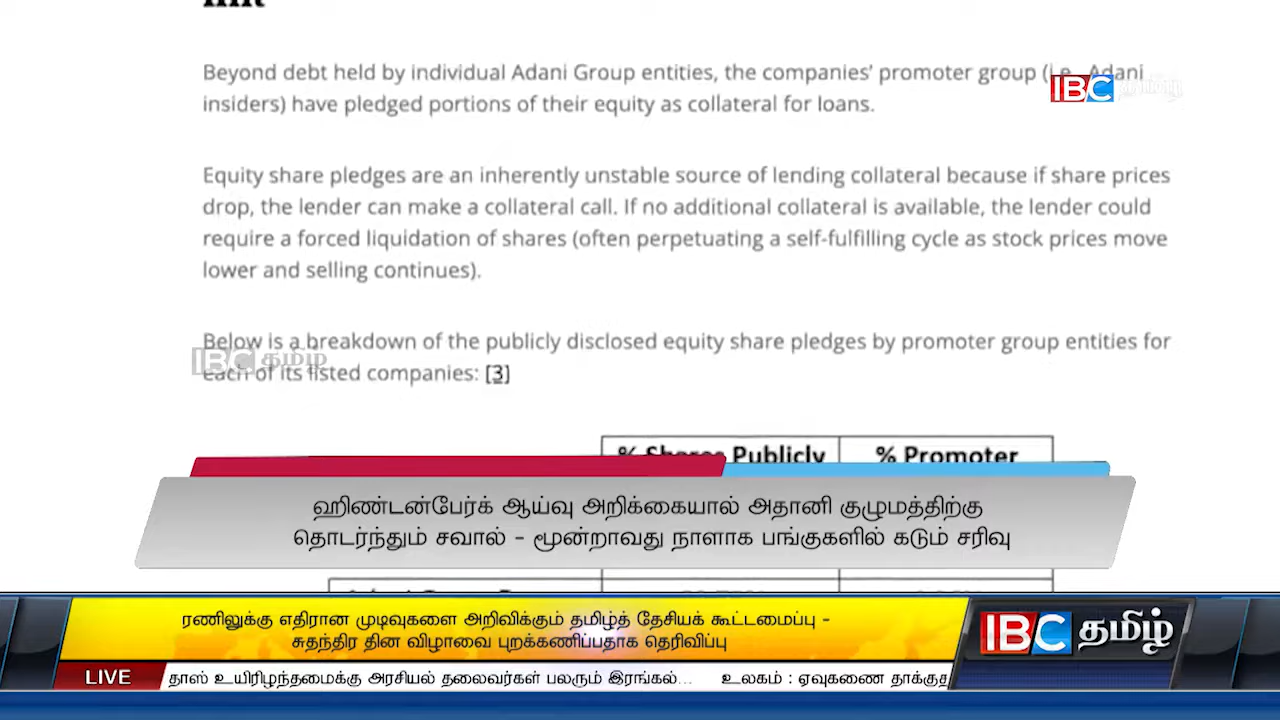 Beyond debt held by individual Adani Group entities, the companies' promoter group (i.e., Adani
insiders) have pledged portions of their equity as collateral for loans.
IBC தமிழ்
Equity share pledges are an inherently unstable source of lending collateral because if share prices
drop, the lender can make a collateral call. If no additional collateral is available, the lender could
require a forced liquidation of shares (often perpetuating a self-fulfilling cycle as stock prices move
lower and selling continues).
Below is a breakdown of the publicly disclosed equity share pledges by promoter group entities for
IBC தமிழ்
each of its listed companies: [3]
% Shares Publicly
% Promoter
ஹிண்டன்பேர்க் ஆய்வு அறிக்கையால் அதானி குழுமத்திற்கு
தொடர்ந்தும் சவால் - மூன்றாவது நாளாக பங்குகளில் கடும் சரிவு
ரணிலுக்கு எதிரான முடிவுகளை அறிவிக்கும் தமிழ்த் தேசியக் கூட்டமைப்பு -
சுதந்திர தின விழாவை புறக்கணிப்பதாக தெரிவிப்பு
IBC தமிழ்
LIVE
தாஸ் உயிரிழந்தமைக்கு அரசியல் தலைவர்கள் பலரும் இரங்கல்... உலகம் : ஏவுகணை தாக்குத